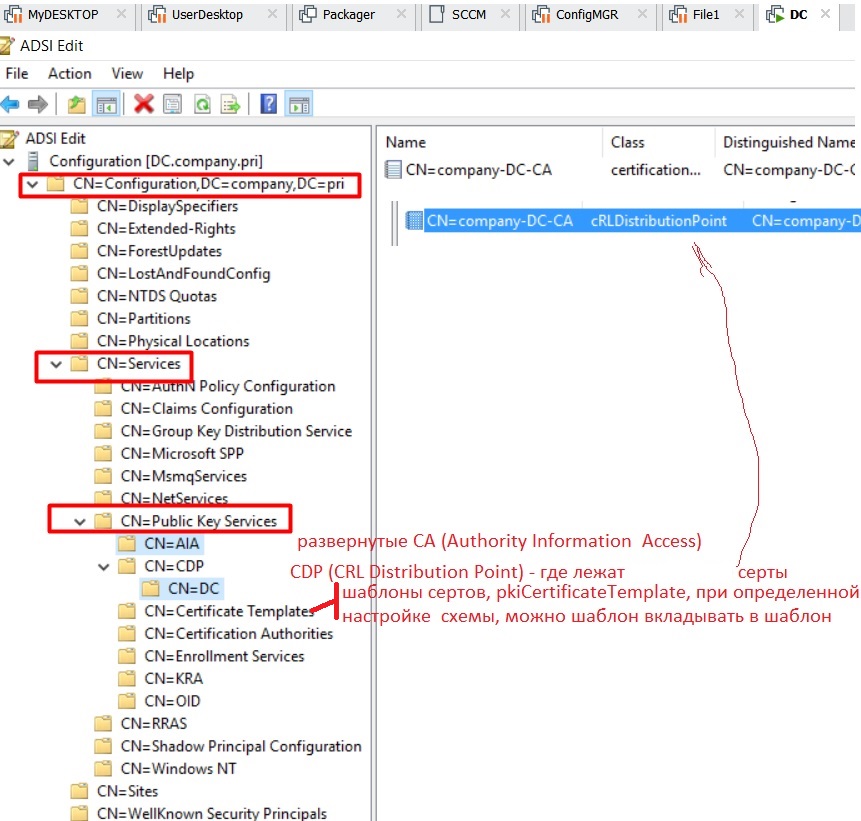 MyDESKTOP UserDesktop Packager SCCM ConfigMGR File1 DC
ADSI Edit
File Action View Help
ADSI Edit
Configuration [DC.company.pri]
CN=Configuration,DC=company,DC=pri
CN=DisplaySpecifiers
CN=Extended-Rights
CN=ForestUpdates
CN=LostAndFoundConfig
CN=NTDS Quotas
CN=Partitions
CN=Physical Locations
CN=Services
CN=AuthN Policy Configuration
CN=Claims Configuration
CN=Group Key Distribution Service
CN=Microsoft SPP
CN=MsmqServices
CN=NetServices
CN=Public Key Services
CN=AIA
CN=CDP
CN=DC
CN=Certificate Templates
CN=Certification Authorities
CN=Enrollment Services
CN=KRA
CN=OID
CN=RRAS
CN=Shadow Principal Configuration
CN=Windows NT
CN=Sites
CN=WellKnown Security Principals
Name Class Distinguished Name
CN=company-DC-CA certification... CN=company-DC-C
CN=company-DC-CA cRLDistributionPoint CN=company-D
развернутые CA (Authority Information Access)
CDP (CRL Distribution Point) - где лежат серты
шаблоны сертов, pkiCertificateTemplate, при определенной
настройке схемы, можно шаблон вкладывать в шаблон